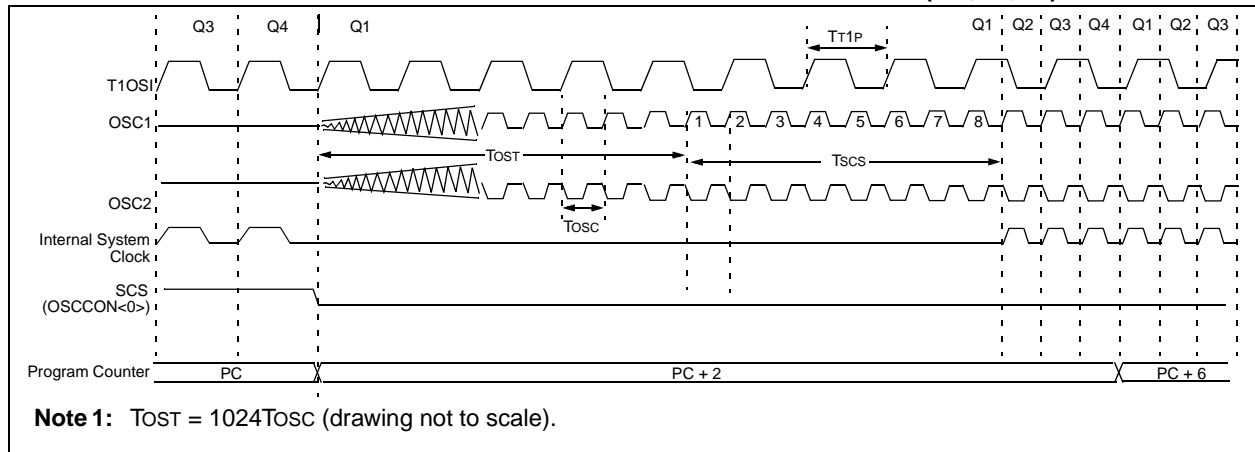 Q3 Q4 Q1 Q1 Q2 Q3 Q4 Q1 Q2 Q3
TT1P
T1OSI
OSC1
1 2 3 4 5 6 7 8
TOST
TSCS
OSC2
TOSC
Internal System
Clock
SCS
(OSCCON<0>)
Program Counter PC PC + 2 PC + 6
Note 1: TOST = 1024TOSC (drawing not to scale).